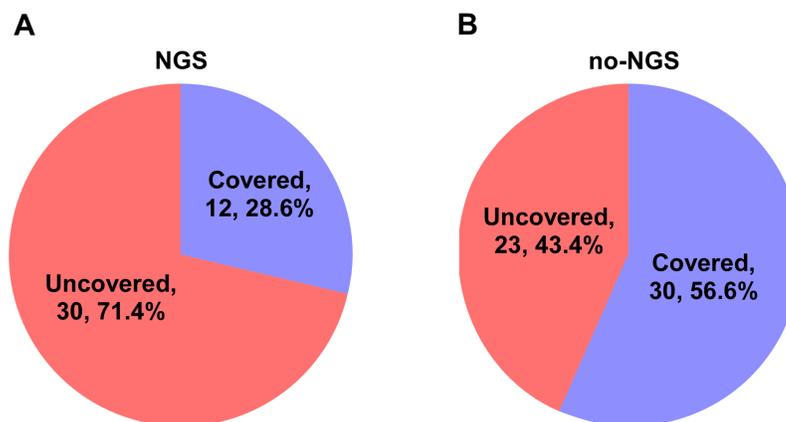 A
NGS
Covered,
12, 28.6%
Uncovered,
30, 71.4%
B
no-NGS
Uncovered,
23, 43.4%
Covered,
30, 56.6%